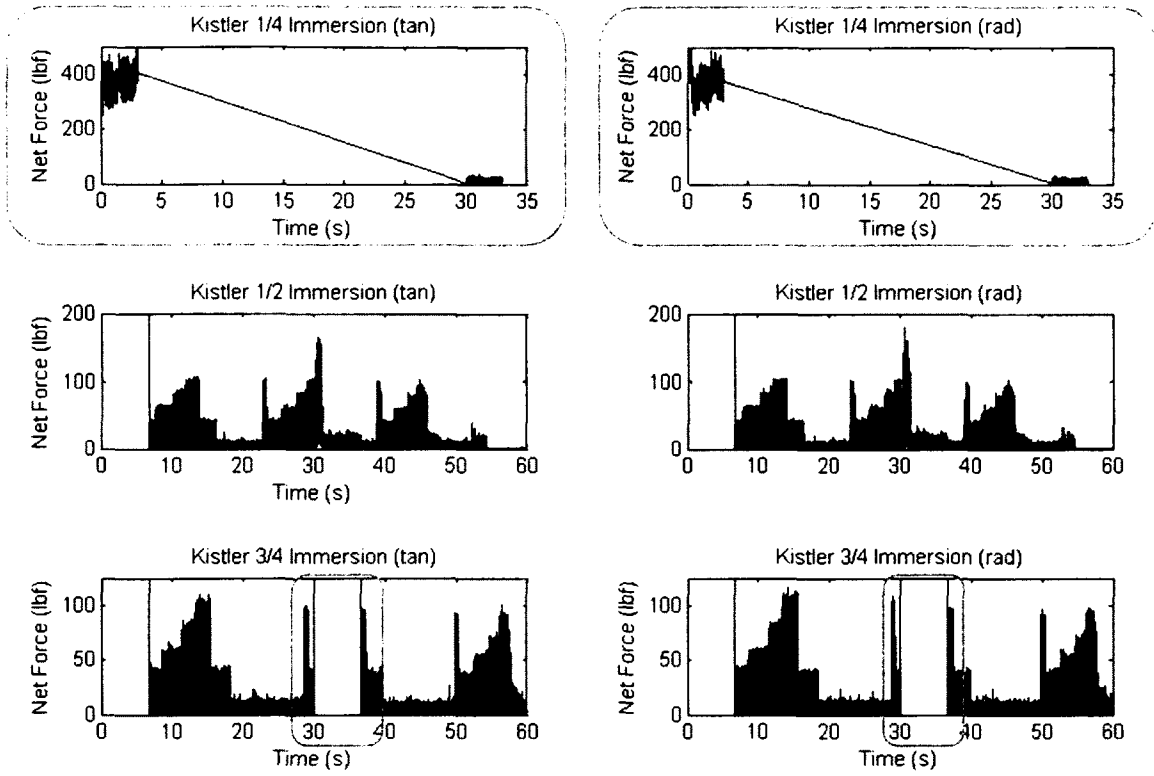 Kistler 1/4 Immersion (tan)
Net Force (lbf)
400
200
0
0 5 10 15 20 25 30 35
Time (s)
Kistler 1/4 Immersion (rad)
Net Force (lbf)
400
200
0
0 5 10 15 20 25 30 35
Time (s)
Kistler 1/2 Immersion (tan)
Net Force (lbf)
200
100
0
0 10 20 30 40 50 60
Time (s)
Kistler 1/2 Immersion (rad)
Net Force (lbf)
200
100
0
0 10 20 30 40 50 60
Time (s)
Kistler 3/4 Immersion (tan)
Net Force (lbf)
100
50
0
0 10 20 30 40 50 60
Time (s)
Kistler 3/4 Immersion (rad)
Net Force (lbf)
100
50
0
0 10 20 30 40 50 60
Time (s)